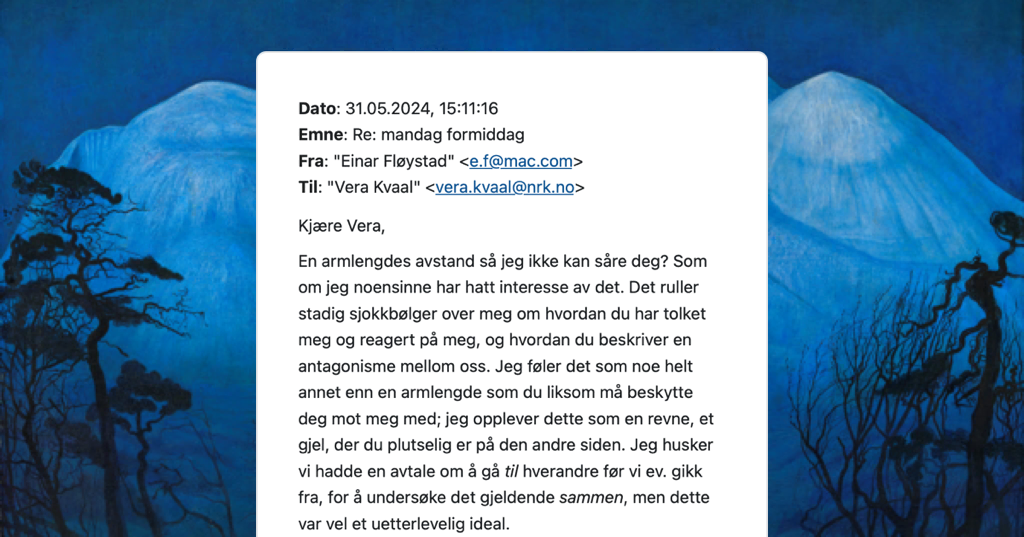 Dato: 31.05.2024, 15:11:16
Emne: Re: mandag formiddag
Fra: "Einar Fløystad" <e.f@mac.com>
Til: "Vera Kvaal" <vera.kvaal@nrk.no>
Kjære Vera,
En armlengdes avstand så jeg ikke kan såre deg? Som
om jeg noensinne har hatt interesse av det. Det ruller
stadig sjokkbølger over meg om hvordan du har tolket
meg og reagert på meg, og hvordan du beskriver en
antagonisme mellom oss. Jeg føler det som noe helt
annet enn en armlengde som du liksom må beskytte
deg mot meg med; jeg opplever dette som en revne, et
gjel, der du plutselig er på den andre siden. Jeg husker
vi hadde en avtale om å gå til hverandre før vi ev. gikk
fra, for å undersøke det gjeldende sammen, men dette
var vel et uetterlevelig ideal.